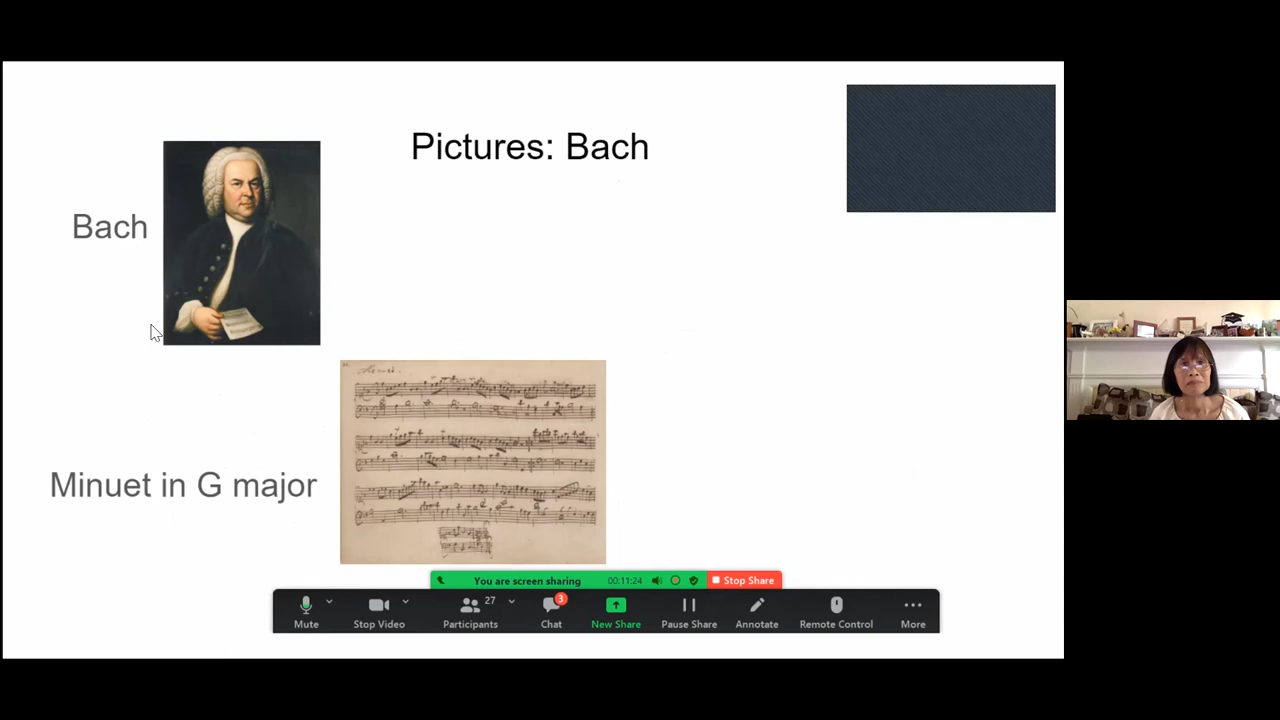 Pictures: Bach
Bach
Minuet in G major
You are screen sharing
00:11:24
Stop Share
27
3
Mute
Stop Video
Participants
Chat
New Share
Pause Share
Annotate
Remote Control
More